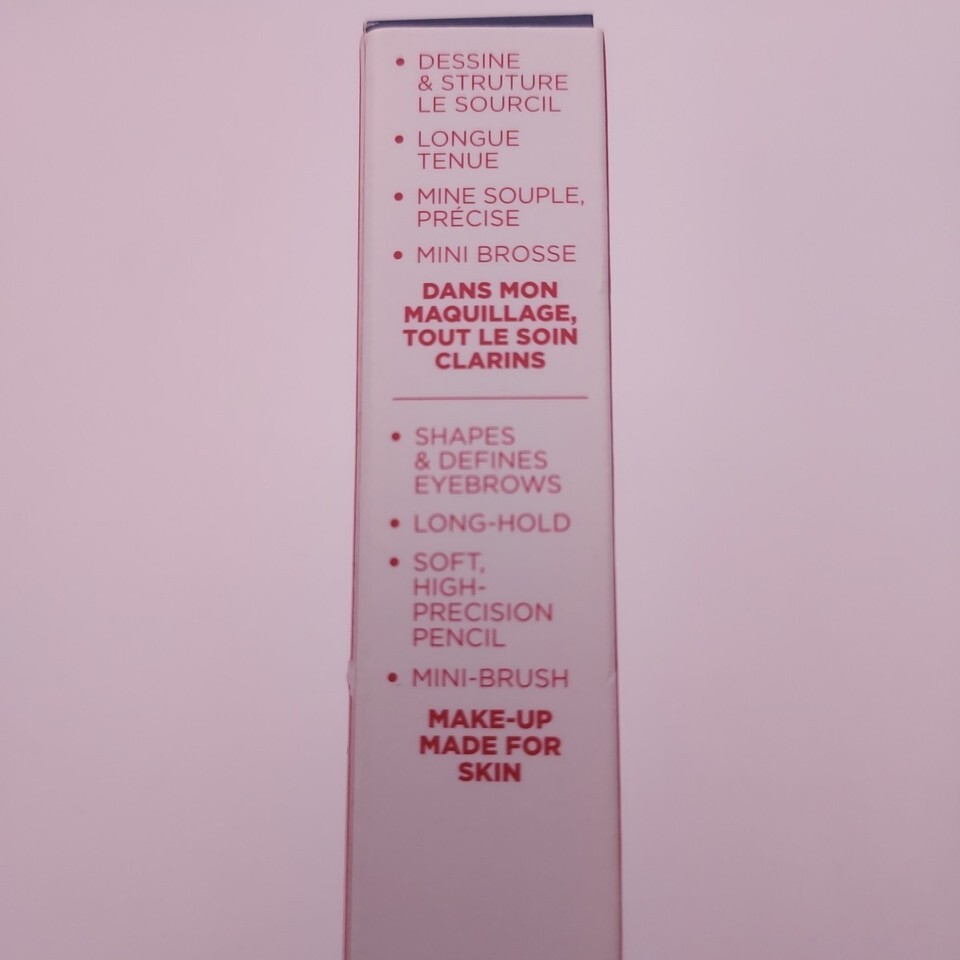 • DESSINE
& STRUTURE
LE SOURCIL
• LONGUE
TENUE
• MINE SOUPLE,
PRÉCISE
• MINI BROSSE
DANS MON
MAQUILLAGE,
TOUT LE SOIN
CLARINS
• SHAPES
& DEFINES
EYEBROWS
• LONG-HOLD
• SOFT,
HIGH-
PRECISION
PENCIL
• MINI-BRUSH
MAKE-UP
MADE FOR
SKIN